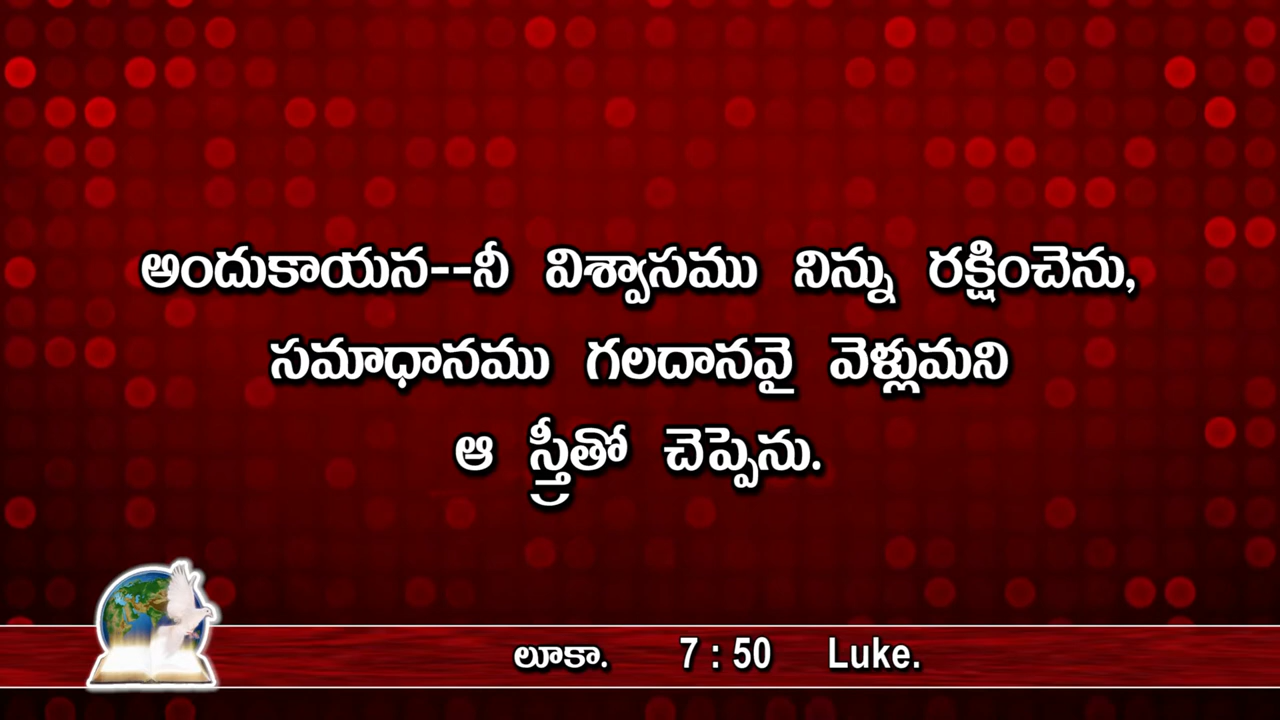 అందుకాయన--నీ విశ్వాసము నిన్ను రక్షించెను,
సమాధానము గలదానవై వెళ్లుమని
ఆ స్త్రీతో చెప్పెను.
లూకా. 7 : 50 Luke.